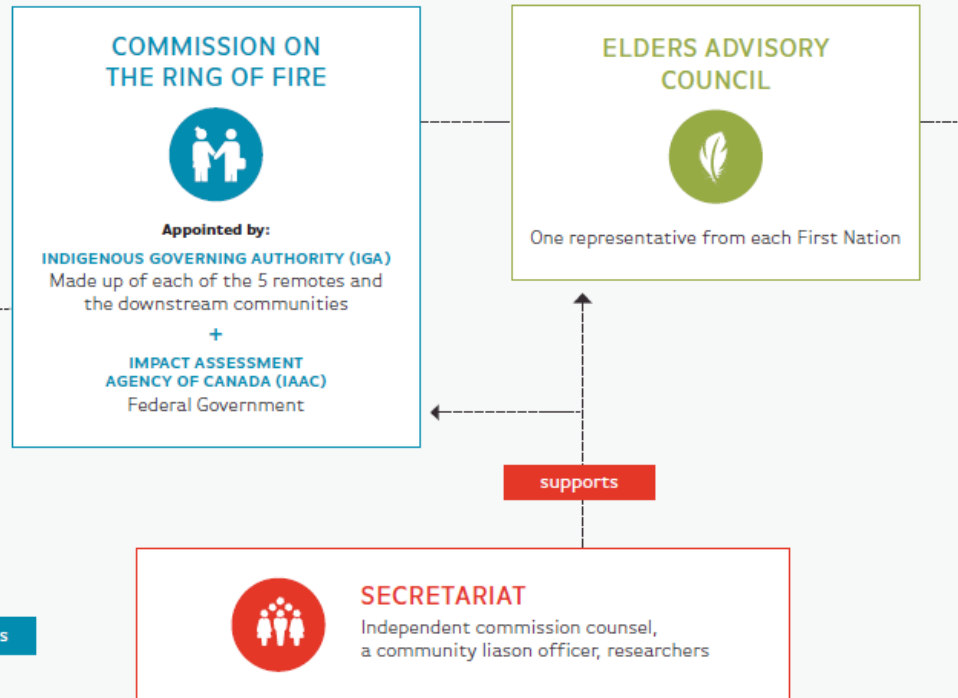 COMMISSION ON
THE RING OF FIRE
Appointed by:
INDIGENOUS GOVERNING AUTHORITY (IGA)
Made up of each of the 5 remotes and
the downstream communities
+
IMPACT ASSESSMENT
AGENCY OF CANADA (IAAC)
Federal Government
ELDERS ADVISORY
COUNCIL
One representative from each First Nation
supports
SECRETARIAT
Independent commission counsel,
a community liason officer, researchers